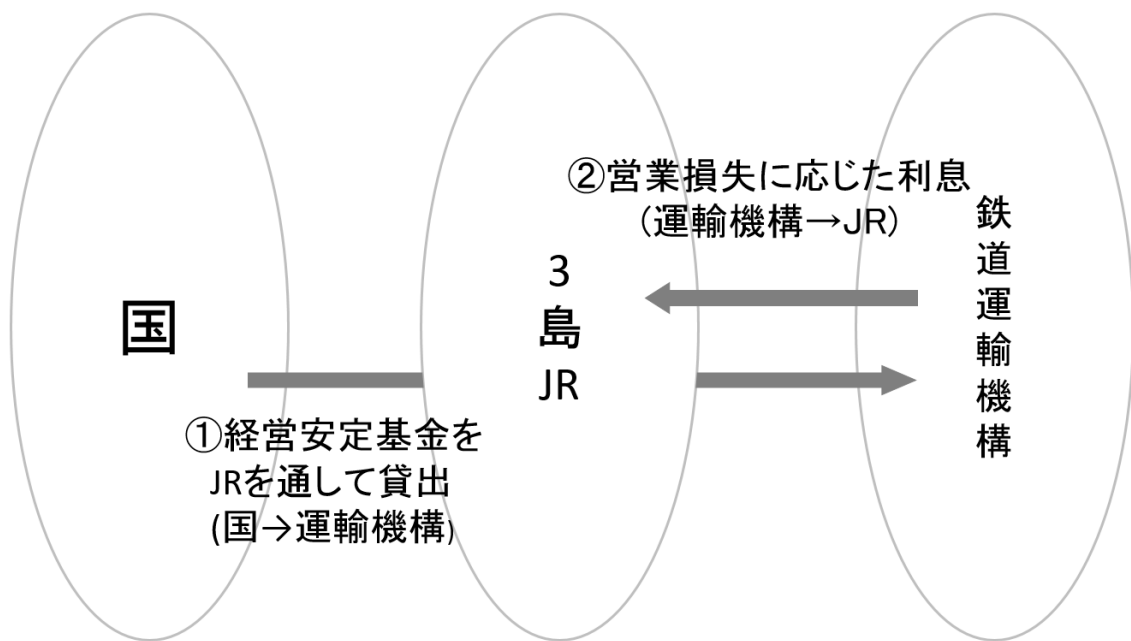 国
①経営安定基金を
JRを通して貸出
(国→運輸機構)
3
島
JR
②営業損失に応じた利息
(運輸機構→JR)
鉄道運輸機構